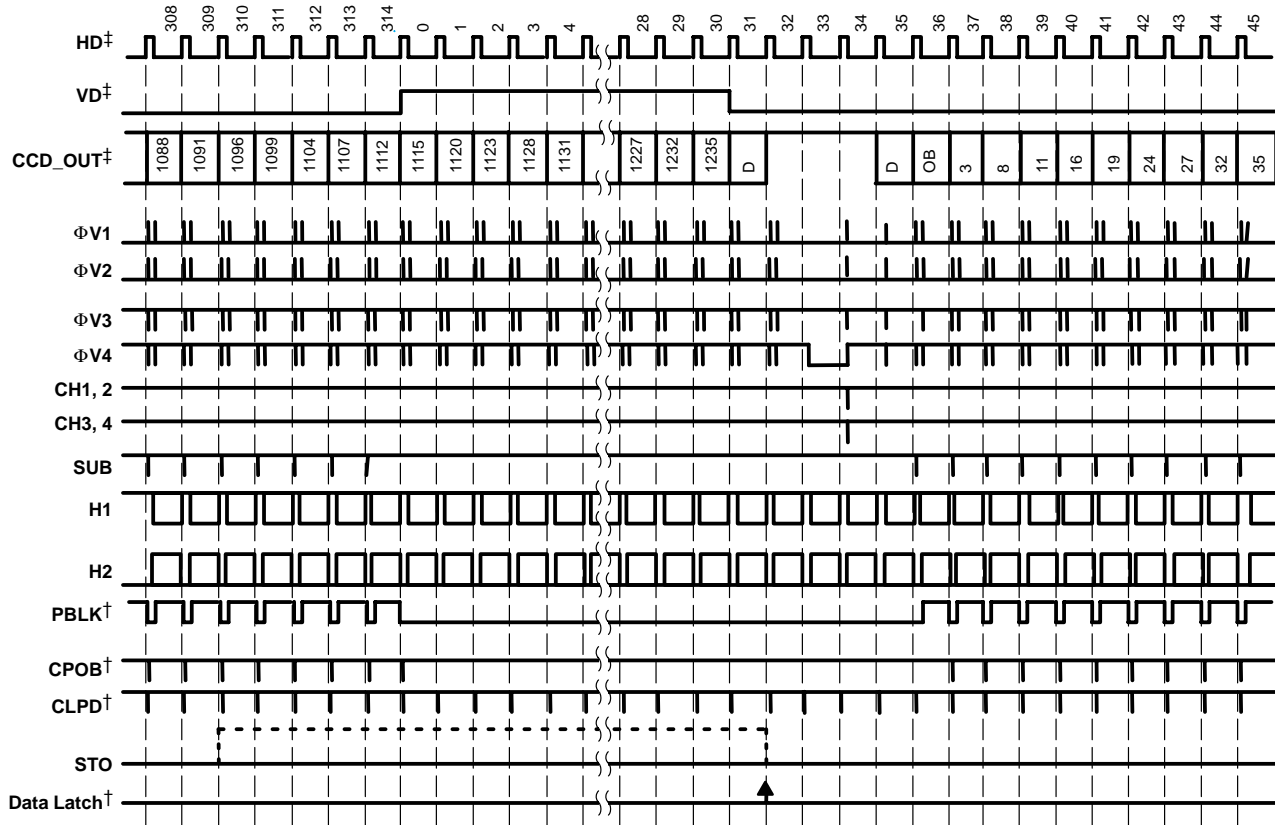 308 309 310 311 312 313 314 0 1 2 3 4 28 29 30 31 32 33 34 35 36 37 38 39 40 41 42 43 44 45
HD‡
VD‡
CCD_OUT‡ 1088 1091 1096 1099 1104 1107 1112 1115 1120 1123 1128 1131 1227 1232 1235 D D OB 3 8 11 16 19 24 27 32 35
ΦV1
ΦV2
ΦV3
ΦV4
CH1, 2
CH3, 4
SUB
H1
H2
PBLK†
CPOB†
CLPD†
STO
Data Latch†